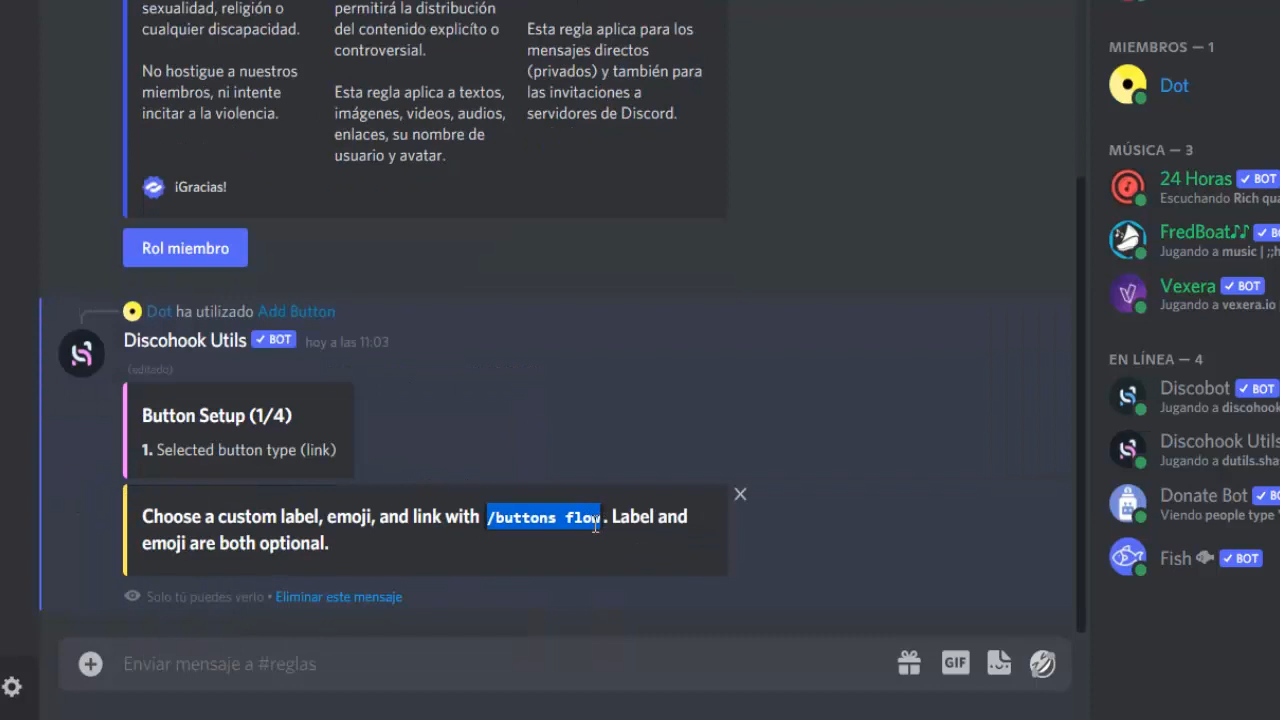 sexualidad, religión o
cualquier discapacidad.
No hostigue a nuestros
miembros, ni intente
incitar a la violencia.
permitirá la distribución
del contenido explicíto o
controversial.
Esta regla aplica a textos,
imágenes, videos, audios,
enlaces, su nombre de
usuario y avatar.
Esta regla aplica para los
mensajes directos
(privados) y también para
las invitaciones a
servidores de Discord.
¡Gracias!
Rol miembro
Dot ha utilizado Add Button
Discohook Utils ✓ BOT hoy a las 11.03
(editado)
Button Setup (1/4)
1. Selected button type (link)
Choose a custom label, emoji, and link with /buttons flow. Label and
emoji are both optional.
Solo tú puedes verlo • Eliminar este mensaje
Enviar mensaje a #reglas
GIF
MIEMBROS — 1
Dot
MÚSICA — 3
24 Horas ✓ BOT
Escuchando Rich qua
FredBoat♪♪ ✓ BO
Jugando a music | ;;h
Vexera ✓ BOT
Jugando a vexera.io
EN LÍNEA — 4
Discobot ✓ BOT
Jugando a discohook
Discohook Utils
Jugando a dutils.sha
Donate Bot ✓ BO
Viendo people type '
Fish 🐟 ✓ BOT